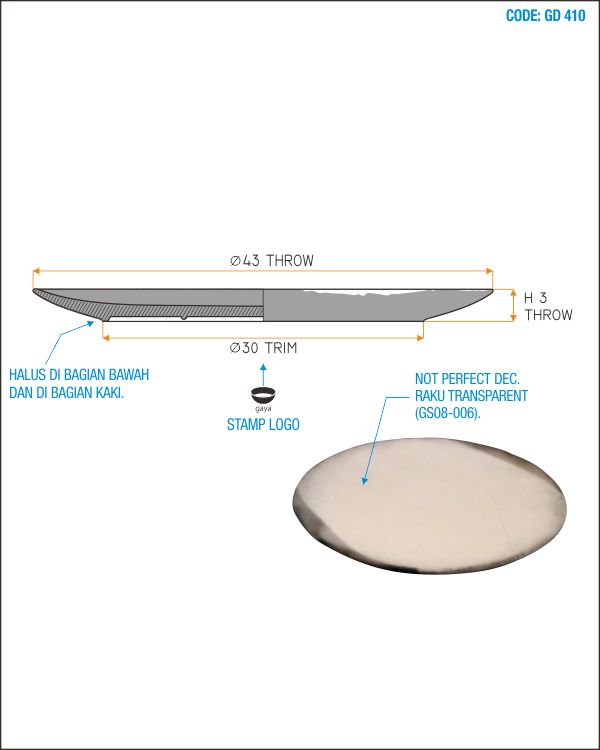 CODE: GD 410
Ø43 THROW
H 3
THROW
Ø30 TRIM
HALUS DI BAGIAN BAWAH
DAN DI BAGIAN KAKI.
gaya
STAMP LOGO
NOT PERFECT DEC.
RAKU TRANSPARENT
(GS08-006).